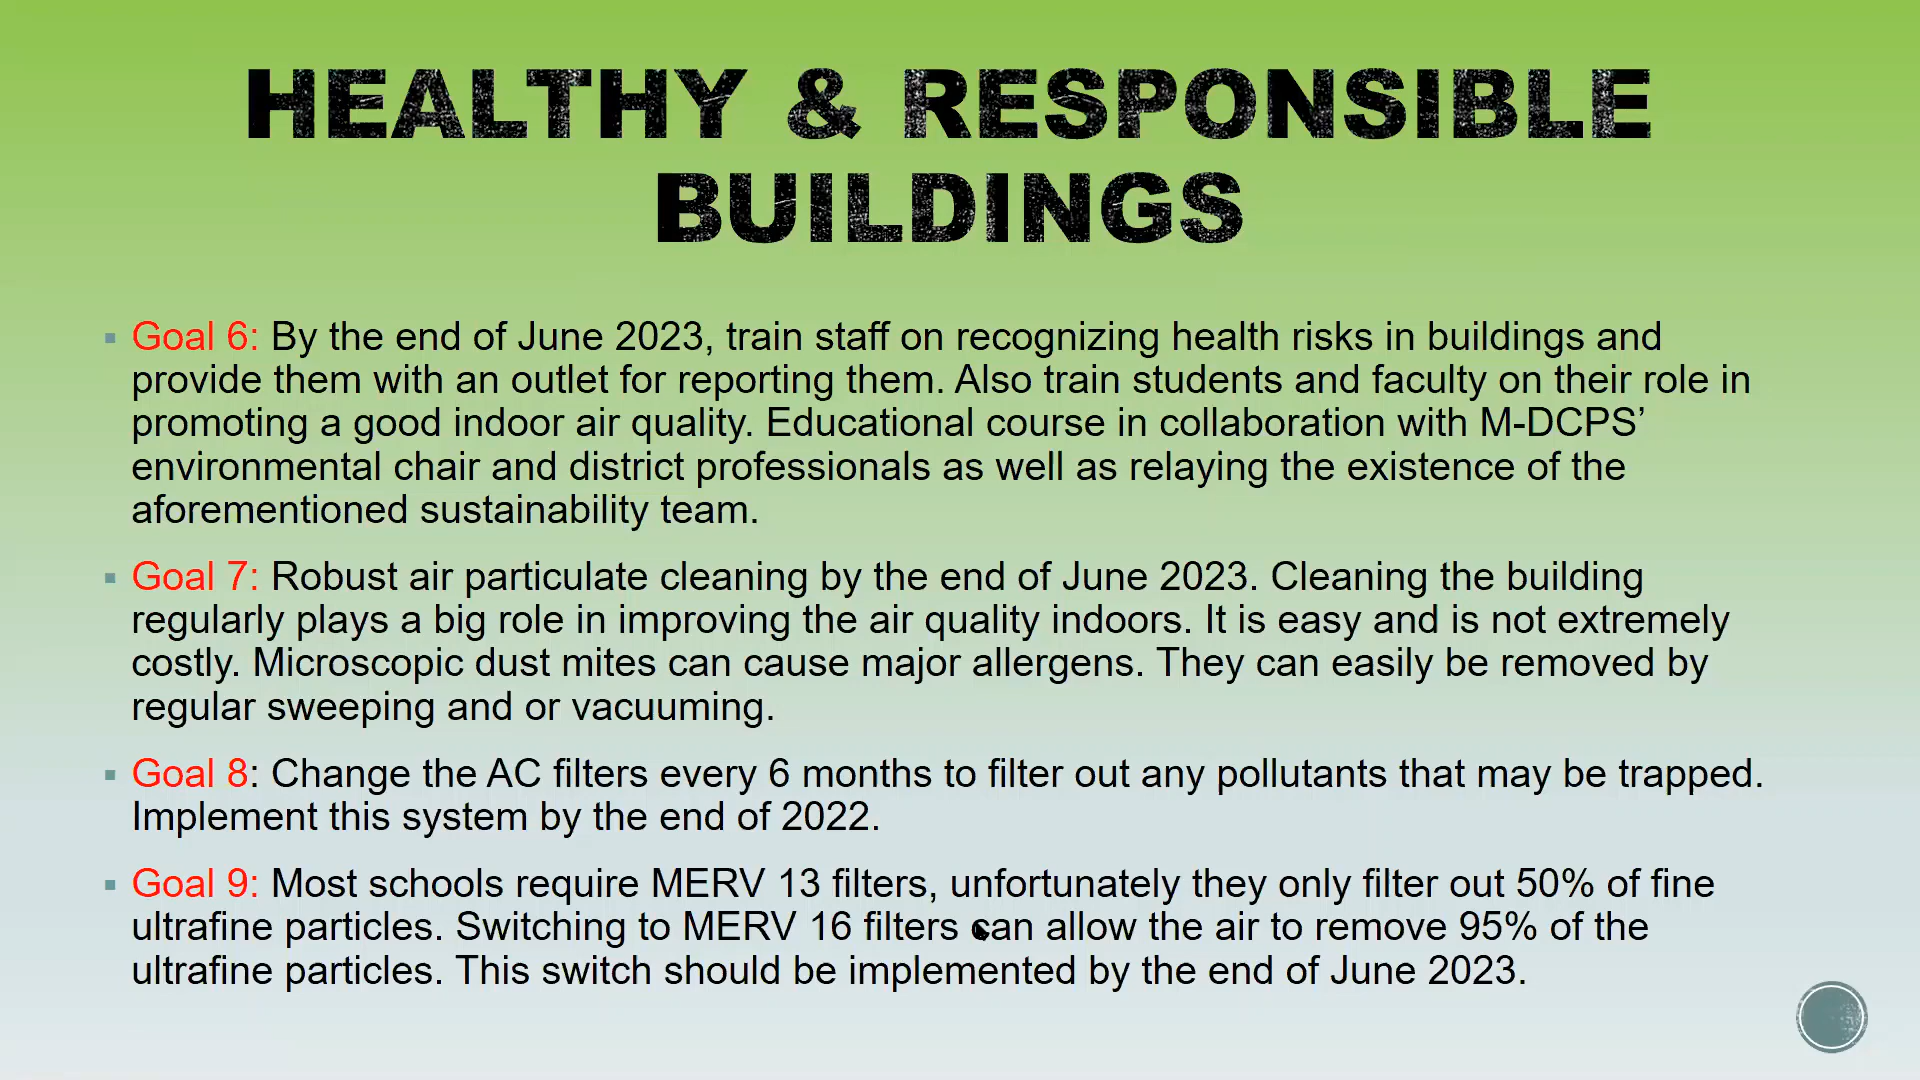 HEALTHY & RESPONSIBLE
BUILDINGS
Goal 6: By the end of June 2023, train staff on recognizing health risks in buildings and
provide them with an outlet for reporting them. Also train students and faculty on their role in
promoting a good indoor air quality. Educational course in collaboration with M-DCPS’
environmental chair and district professionals as well as relaying the existence of the
aforementioned sustainability team.
Goal 7: Robust air particulate cleaning by the end of June 2023. Cleaning the building
regularly plays a big role in improving the air quality indoors. It is easy and is not extremely
costly. Microscopic dust mites can cause major allergens. They can easily be removed by
regular sweeping and or vacuuming.
Goal 8: Change the AC filters every 6 months to filter out any pollutants that may be trapped.
Implement this system by the end of 2022.
Goal 9: Most schools require MERV 13 filters, unfortunately they only filter out 50% of fine
ultrafine particles. Switching to MERV 16 filters can allow the air to remove 95% of the
ultrafine particles. This switch should be implemented by the end of June 2023.